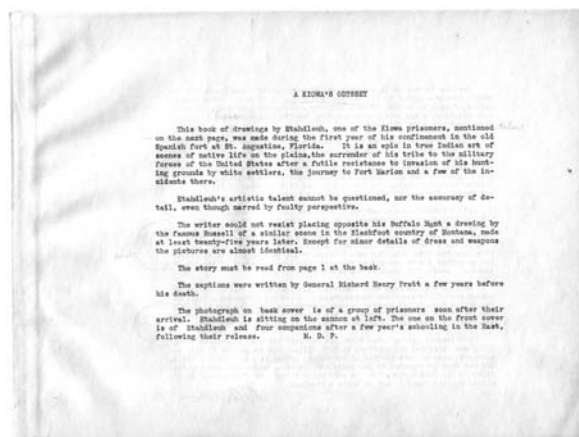 A KIOWA'S ODYSSEY
This book of drawings by Etahdleuh, one of the Kiowa prisoners, mentioned
on the next page, was made during the first year of his confinement in the old
Spanish fort at St. Augustine, Florida. It is an epic in true Indian art of
scenes of native life on the plains,the surrender of his tribe to the military
forces of the United States after a futile resistance to invasion of his hunt-
ing grounds by white settlers, the journey to Fort Marion and a few of the in-
cidents there.
Etahdleuh's artistic talent cannot be questioned, nor the accuracy of de-
tail, even though marred by faulty perspective.
The writer could not resist placing opposite his Buffalo Hunt a drawing by
the famous Russell of a similar scene in the Blackfoot country of Montana, made
at least twenty-five years later. Except for minor details of dress and weapons
the pictures are almost identical.
The story must be read from page 1 at the back.
The captions were written by General Richard Henry Pratt a few years before
his death.
The photograph on back cover is of a group of prisoners soon after their
arrival. Etahdleuh is sitting on the cannon at left. The one on the front cover
is of Etahdleuh and four companions after a few year's schooling in the East,
following their release. M. D. P.